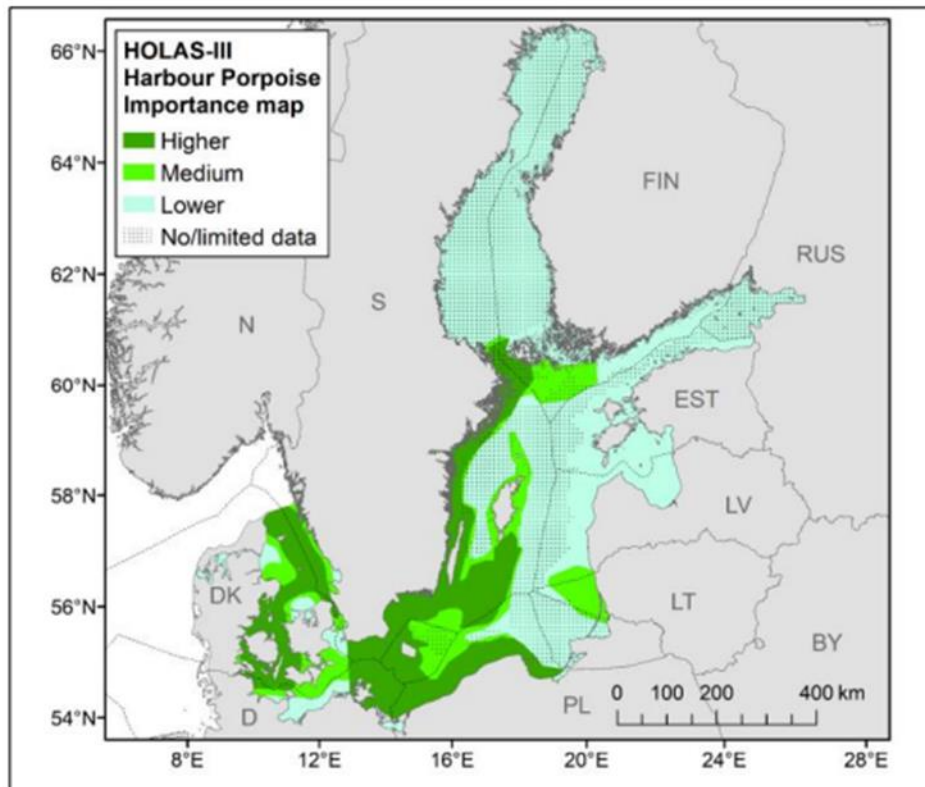 HOLAS-III
Harbour Porpoise
Importance map
Higher
Medium
Lower
No/limited data
66°N
64°N
62°N
60°N
58°N
56°N
54°N
FIN
RUS
S
N
EST
LV
DK
LT
BY
D
PL
0 100 200 400 km
8°E 12°E 16°E 20°E 24°E 28°E